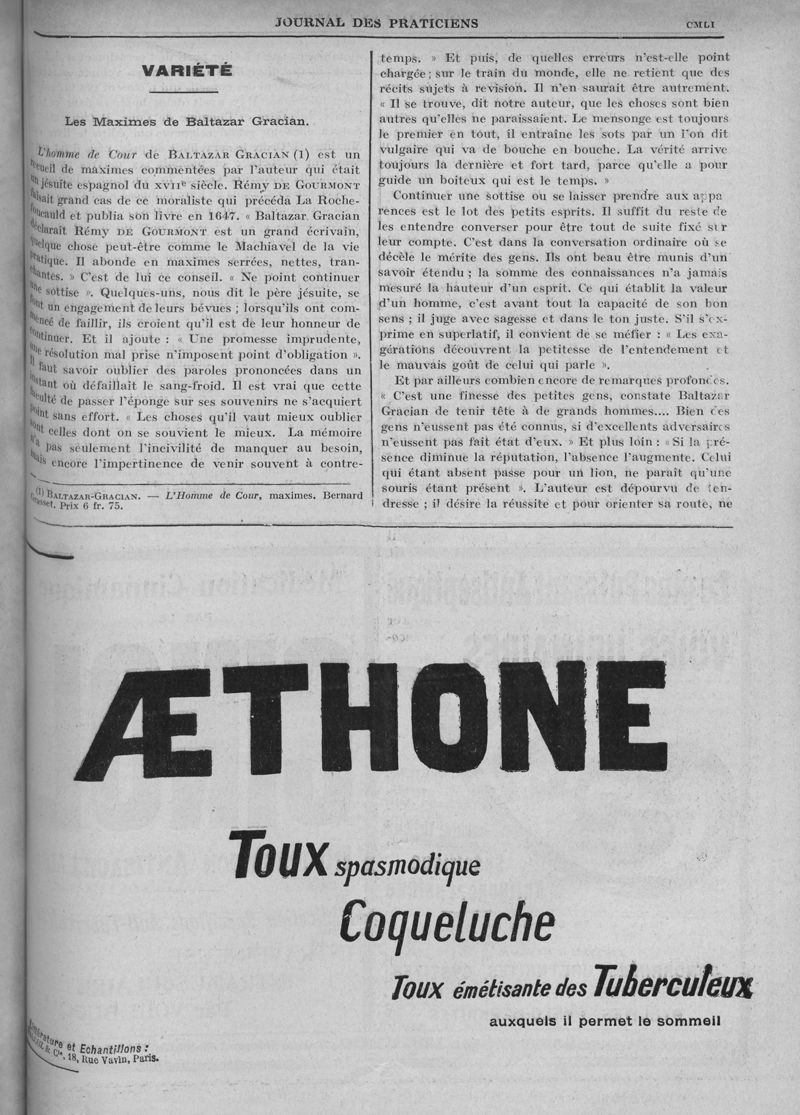 JOURNAL DES PRATICIENS
CMLI
VARIÉTÉ
Les Maximes de Baltazar Gracian.
L'homme de Cour de BALTAZAR GRACIAN (1) est un
recueil de maximes commentées par l'auteur qui était
un jésuite espagnol du XVIIe siècle. Rémy DE GOURMONT
faisait grand cas de ce moraliste qui précéda La Roche-
foucauld et publia son livre en 1647. « Baltazar Gracian
déclarait Rémy DE GOURMONT est un grand écrivain,
quelque chose peut-être comme le Machiavel de la vie
pratique. Il abonde en maximes serrées, nettes, tran-
chantes. » C'est de lui ce conseil. « Ne point continuer
une sottise ». Quelques-uns, nous dit le père jésuite, se
font un engagement de leurs bévues ; lorsqu'ils ont com-
mencé de faillir, ils croient qu'il est de leur honneur de
continuer. Et il ajoute : « Une promesse imprudente,
une résolution mal prise n'imposent point d'obligation ».
Il faut savoir oublier des paroles prononcées dans un
instant où défaillait le sang-froid. Il est vrai que cette
faculté de passer l'éponge sur ses souvenirs ne s'acquiert
point sans effort. « Les choses qu'il vaut mieux oublier
sont celles dont on se souvient le mieux. La mémoire
n'a pas seulement l'incivilité de manquer au besoin,
mais encore l'impertinence de venir souvent à contre-
(1) BALTAZAR-GRACIAN. — L'Homme de Cour, maximes. Bernard
Grasset. Prix 6 fr. 75.
temps. » Et puis, de quelles erreurs n'est-elle point
chargée ; sur le train du monde, elle ne retient que des
récits sujets à revision. Il n'en saurait être autrement.
« Il se trouve, dit notre auteur, que les choses sont bien
autres qu'elles ne paraissaient. Le mensonge est toujours
le premier en tout, il entraîne les sots par un l'on dit
vulgaire qui va de bouche en bouche. La vérité arrive
toujours la dernière et fort tard, parce qu'elle a pour
guide un boiteux qui est le temps. »
Continuer une sottise ou se laisser prendre aux appa
rences est le lot des petits esprits. Il suffit du reste de
les entendre converser pour être tout de suite fixé sur
leur compte. C'est dans la conversation ordinaire où se
décèle le mérite des gens. Ils ont beau être munis d'un
savoir étendu ; la somme des connaissances n'a jamais
mesuré la hauteur d'un esprit. Ce qui établit la valeur
d'un homme, c'est avant tout la capacité de son bon
sens ; il juge avec sagesse et dans le ton juste. S'il s'ex-
prime en superlatif, il convient de se méfier : « Les exa-
gérations découvrent la petitesse de l'entendement et
le mauvais goût de celui qui parle ».
Et par ailleurs combien encore de remarques profondes.
« C'est une finesse des petites gens, constate Baltazar
Gracian de tenir tête à de grands hommes.... Bien des
gens n'eussent pas été connus, si d'excellents adversaires
n'eussent pas fait état d'eux. » Et plus loin : « Si la pré-
sence diminue la réputation, l'absence l'augmente. Celui
qui étant absent passe pour un lion, ne paraît qu'une
souris étant présent ». L'auteur est dépourvu de ten-
dresse ; il désire la réussite et pour orienter sa route, ne
ÆTHONE
Toux spasmodique
Coqueluche
Toux émétisante des Tuberculeux
auxquels il permet le sommeil
Littérature et Echantillons :
& Cie, 18, Rue Vavin, Paris.